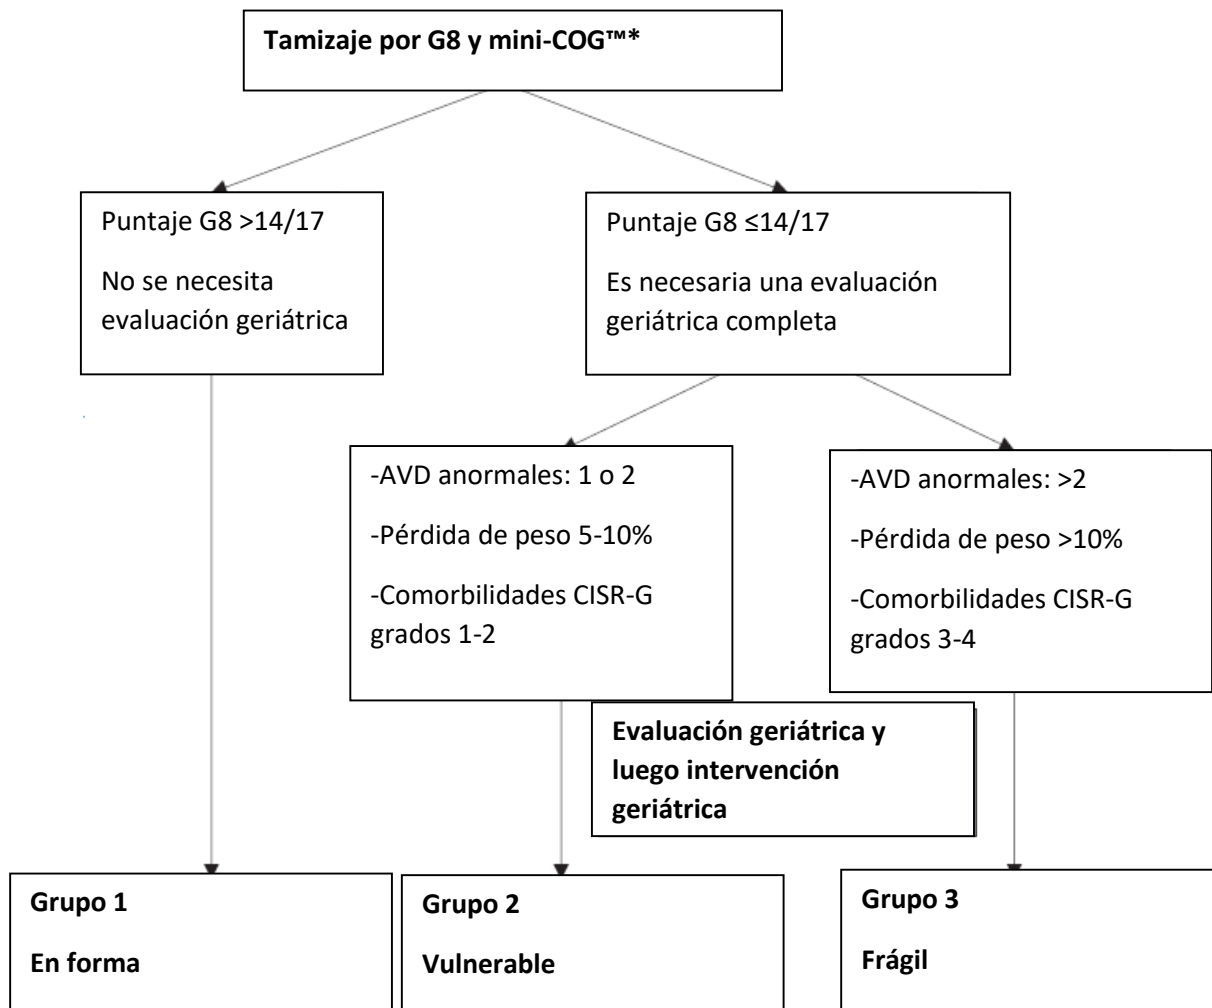 Tamizaje por G8 y mini-COG™*
Puntaje G8 >14/17
No se necesita
evaluación geriátrica
Puntaje G8 ≤14/17
Es necesaria una evaluación
geriátrica completa
-AVD anormales: 1 o 2
-Pérdida de peso 5-10%
-Comorbilidades CISR-G
grados 1-2
-AVD anormales: >2
-Pérdida de peso >10%
-Comorbilidades CISR-G
grados 3-4
Evaluación geriátrica y
luego intervención
geriátrica
Grupo 1
En forma
Grupo 2
Vulnerable
Grupo 3
Frágil